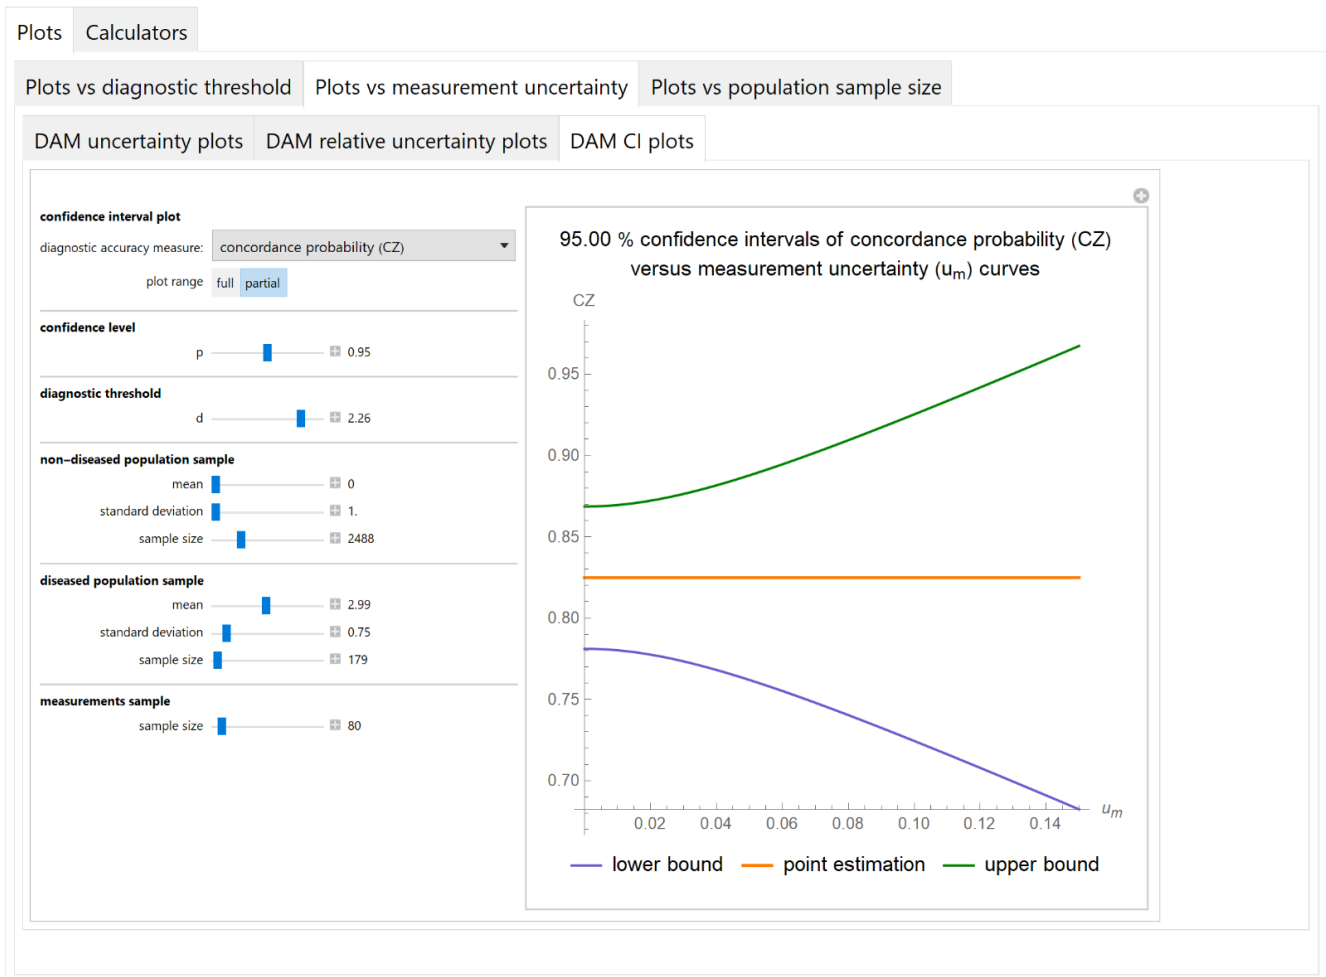 Plots Calculators
Plots vs diagnostic threshold Plots vs measurement uncertainty Plots vs population sample size
DAM uncertainty plots DAM relative uncertainty plots DAM CI plots
confidence interval plot
diagnostic accuracy measure: concordance probability (CZ)
plot range full partial
confidence level
p 0.95
diagnostic threshold
d 2.26
non-diseased population sample
mean 0
standard deviation 1.
sample size 2488
diseased population sample
mean 2.99
standard deviation 0.75
sample size 179
measurements sample
sample size 80
95.00 % confidence intervals of concordance probability (CZ)
versus measurement uncertainty (um) curves
CZ
0.95
0.90
0.85
0.80
0.75
0.70
0.02 0.04 0.06 0.08 0.10 0.12 0.14 um
lower bound point estimation upper bound